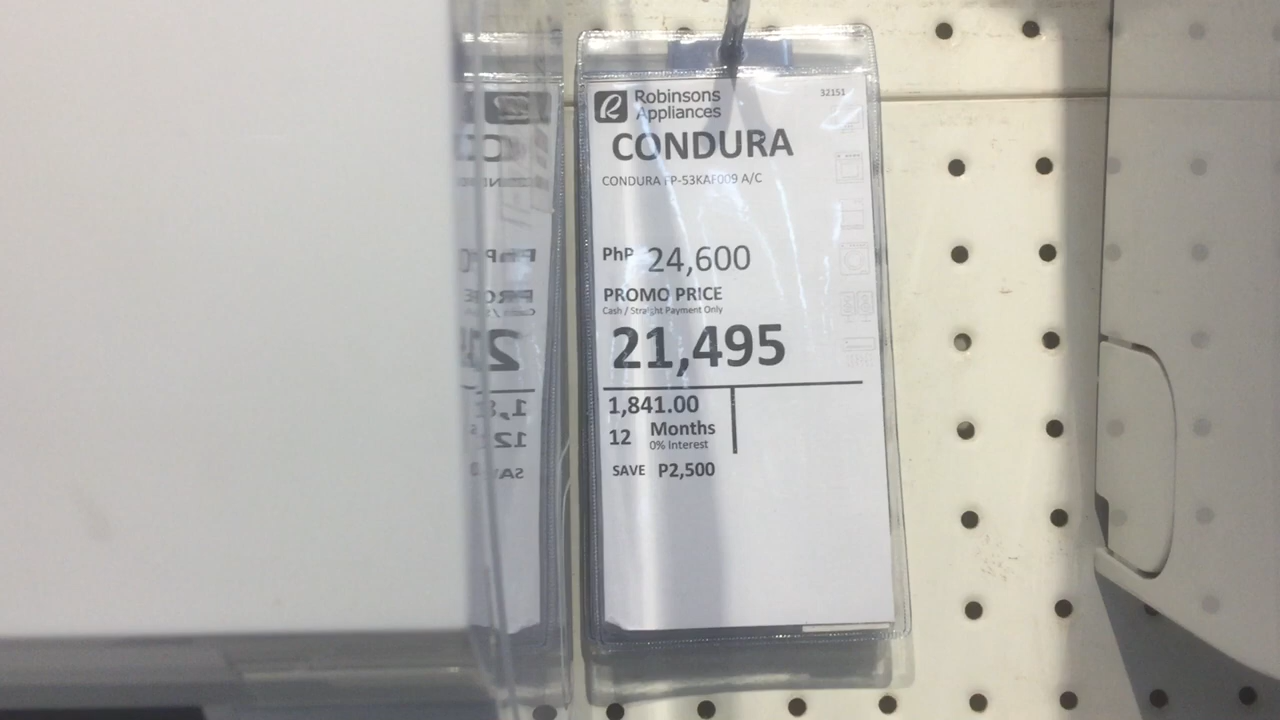 Robinsons
Appliances
32151
CONDURA
CONDURA FP-53KAF009 A/C
PhP 24,600
PROMO PRICE
Cash / Straight Payment Only
21,495
1,841.00
12 Months
0% Interest
SAVE P2,500